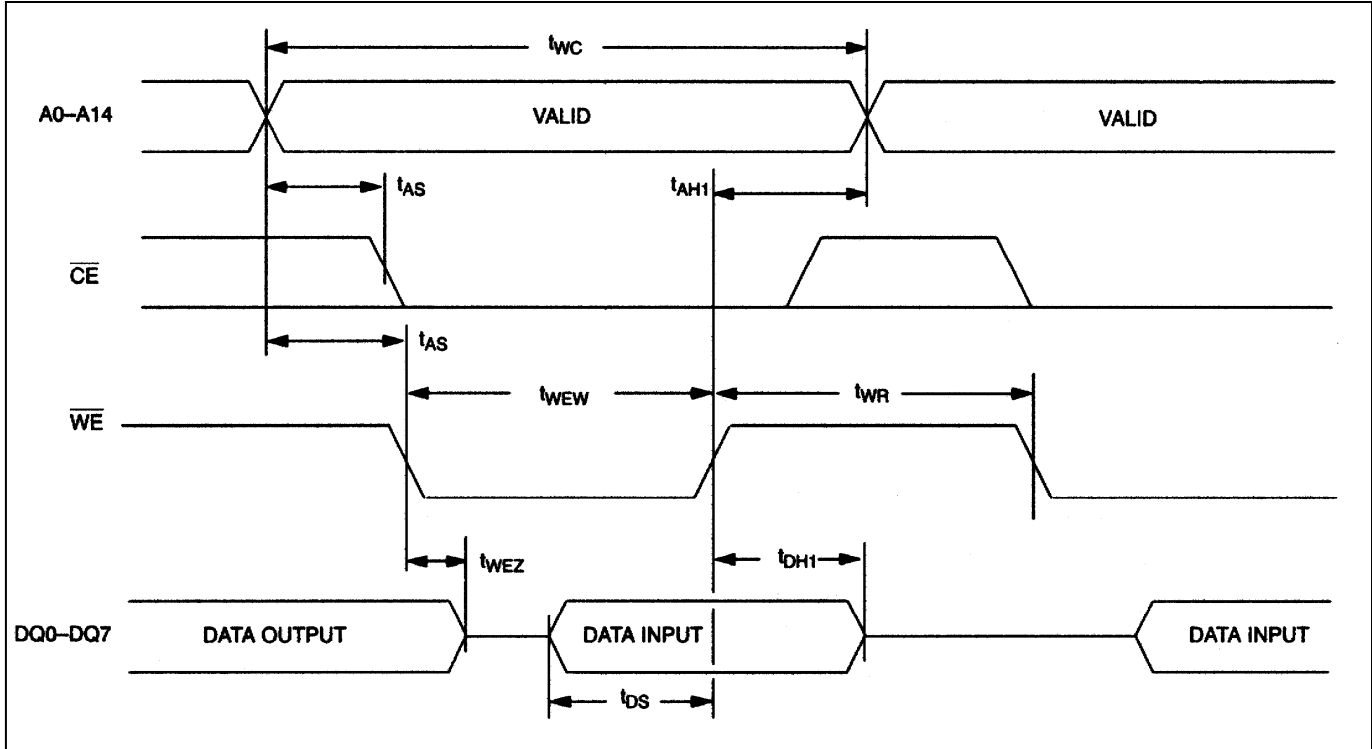 tWC
A0–A14 VALID VALID
tAS tAH1
CE
tAS
tWEW tWR
WE
tWEZ tDH1
DQ0–DQ7 DATA OUTPUT DATA INPUT DATA INPUT
tDS